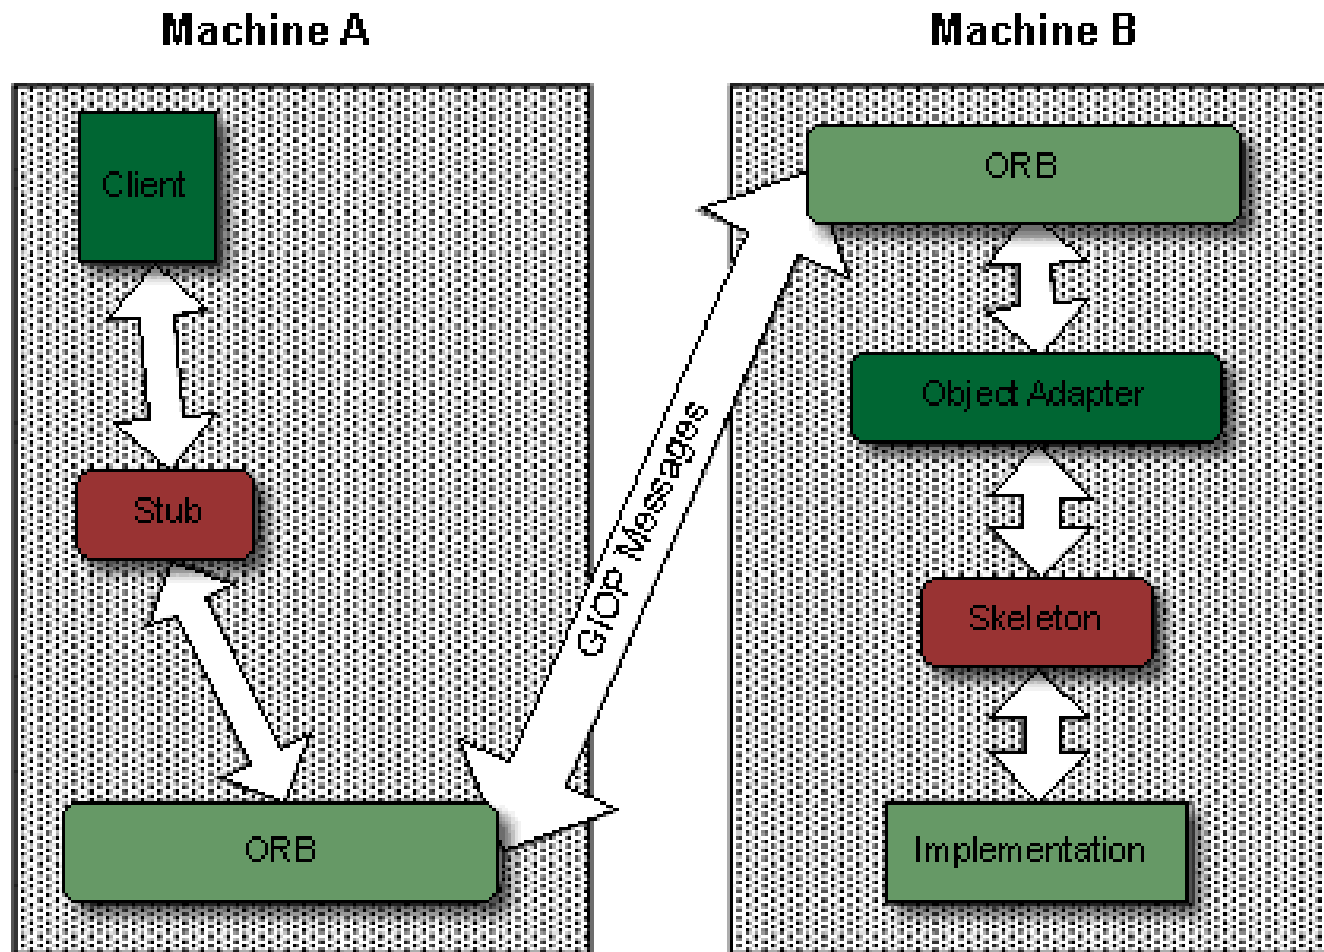 Machine A
Machine B
Client
Stub
ORB
GIOP Messages
ORB
Object Adapter
Skeleton
Implementation